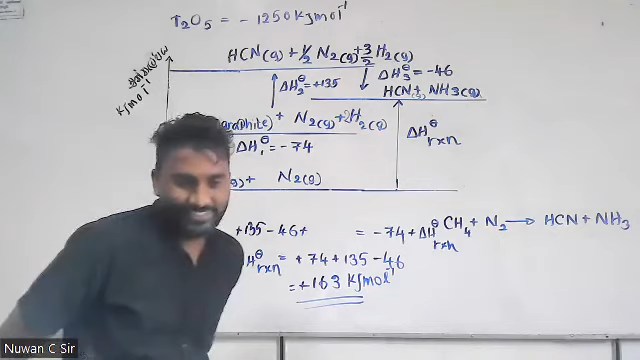 T₂O₅ = -1250 kJmol⁻¹
HCN(g) + ½ N₂(g) + 3/2 H₂(g)
ΔH₂^θ = +135
ΔH₃^θ = -46
kJmol⁻¹
HCN(g) + NH₃(g)
raphite) + N₂(g) + 2H₂(g)
ΔH^θ rxn
ΔH₁^θ = -74
g) + N₂(g)
+135 - 46 + = -74 + ΔH^θ rxn
CH₄ + N₂ → HCN + NH₃
H^θ rxn = +74 + 135 - 46
= +163 kJmol⁻¹
Nuwan C Sir